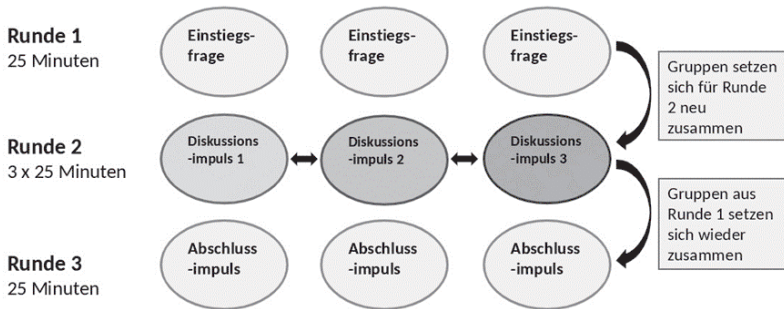 Runde 1
25 Minuten
Einstiegs-
frage
Einstiegs-
frage
Einstiegs-
frage
Gruppen setzen
sich für Runde
2 neu
zusammen
Runde 2
3 x 25 Minuten
Diskussions
-impuls 1
Diskussions
-impuls 2
Diskussions
-impuls 3
Gruppen aus
Runde 1 setzen
sich wieder
zusammen
Runde 3
25 Minuten
Abschluss
-impuls
Abschluss
-impuls
Abschluss
-impuls